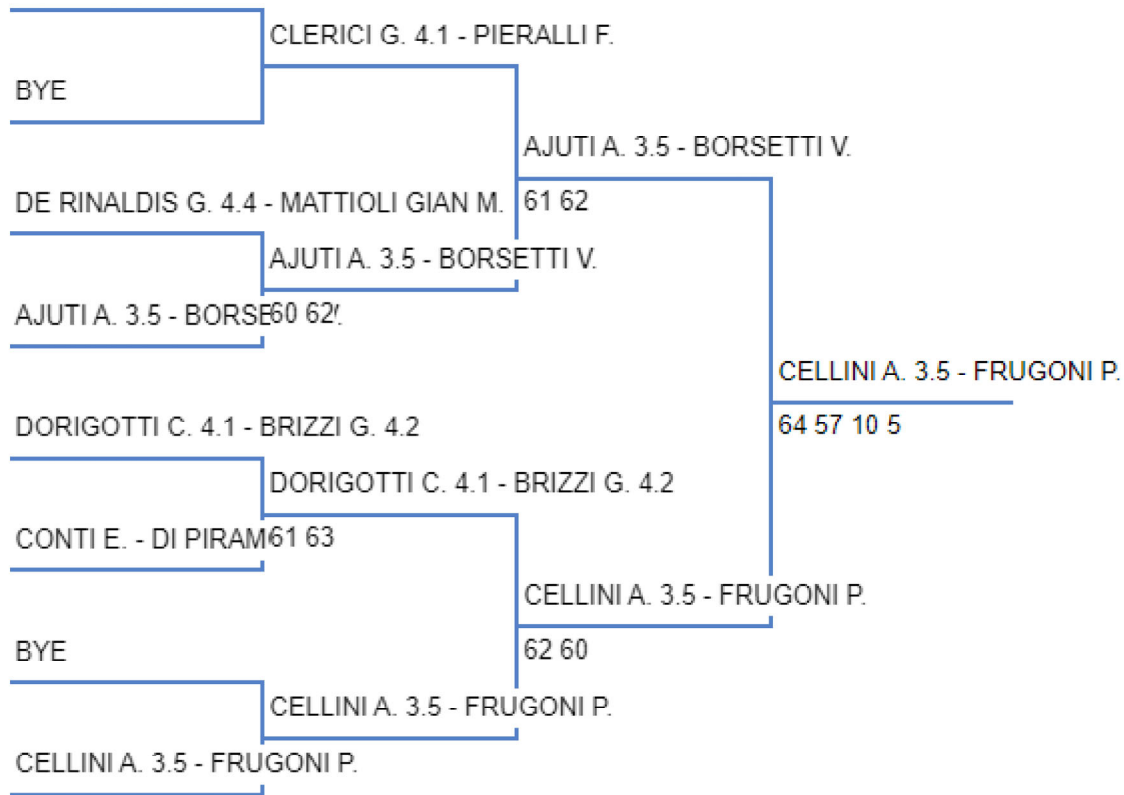 CLERICI G. 4.1 - PIERALLI F.
BYE
AJUTI A. 3.5 - BORSETTI V.
61 62
DE RINALDIS G. 4.4 - MATTIOLI GIAN M.
AJUTI A. 3.5 - BORSETTI V.
60 62
AJUTI A. 3.5 - BORSE
CELLINI A. 3.5 - FRUGONI P.
64 57 10 5
DORIGOTTI C. 4.1 - BRIZZI G. 4.2
DORIGOTTI C. 4.1 - BRIZZI G. 4.2
61 63
CONTI E. - DI PIRAM
CELLINI A. 3.5 - FRUGONI P.
62 60
BYE
CELLINI A. 3.5 - FRUGONI P.
CELLINI A. 3.5 - FRUGONI P.